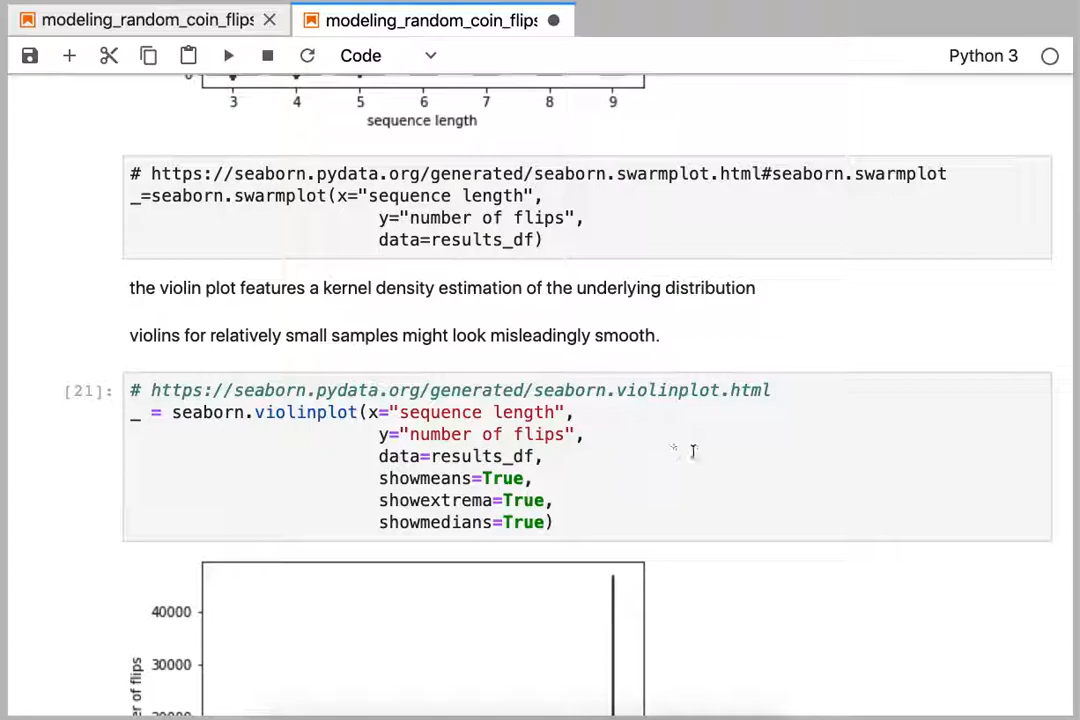 modeling_random_coin_flips
modeling_random_coin_flips
Code
Python 3
3 4 5 6 7 8 9
sequence length
# https://seaborn.pydata.org/generated/seaborn.swarmplot.html#seaborn.swarmplot
_=seaborn.swarmplot(x="sequence length",
y="number of flips",
data=results_df)
the violin plot features a kernel density estimation of the underlying distribution
violins for relatively small samples might look misleadingly smooth.
[21]:
# https://seaborn.pydata.org/generated/seaborn.violinplot.html
_ = seaborn.violinplot(x="sequence length",
y="number of flips",
data=results_df,
showmeans=True,
showextrema=True,
showmedians=True)
40000
30000
of flips